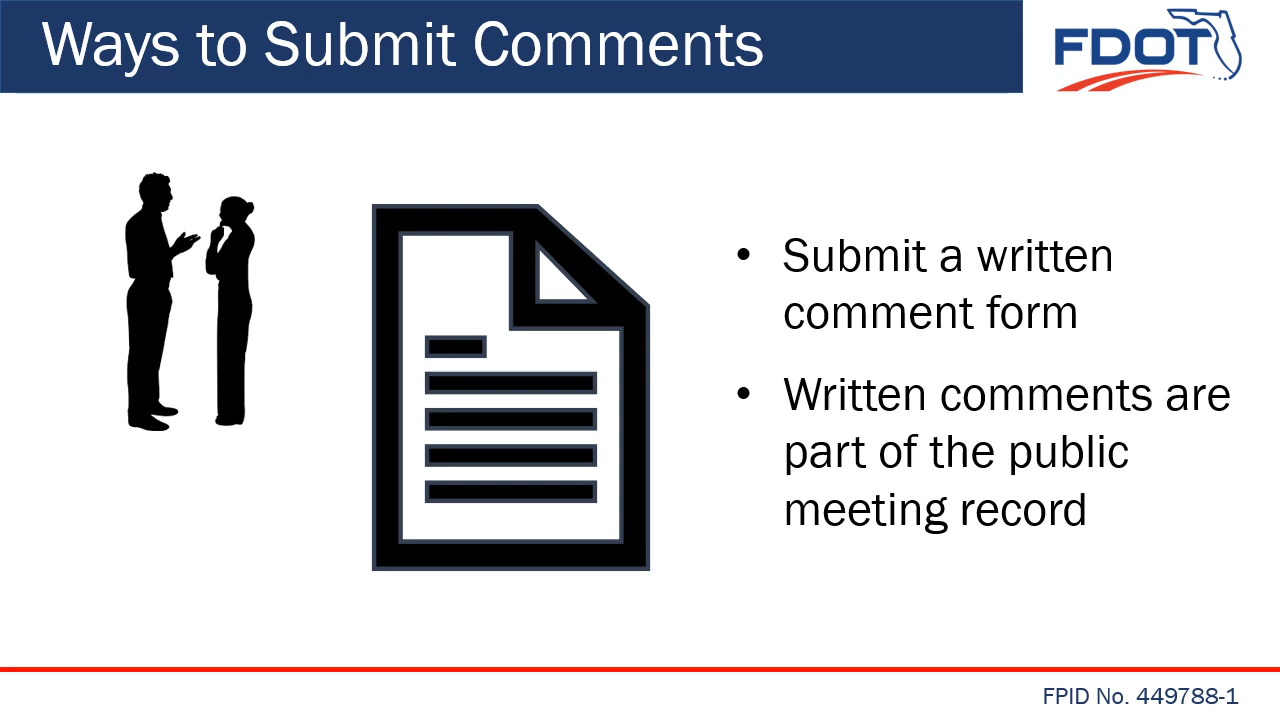 Ways to Submit Comments
FDOT
• Submit a written
comment form
• Written comments are
part of the public
meeting record
FPID No. 449788-1